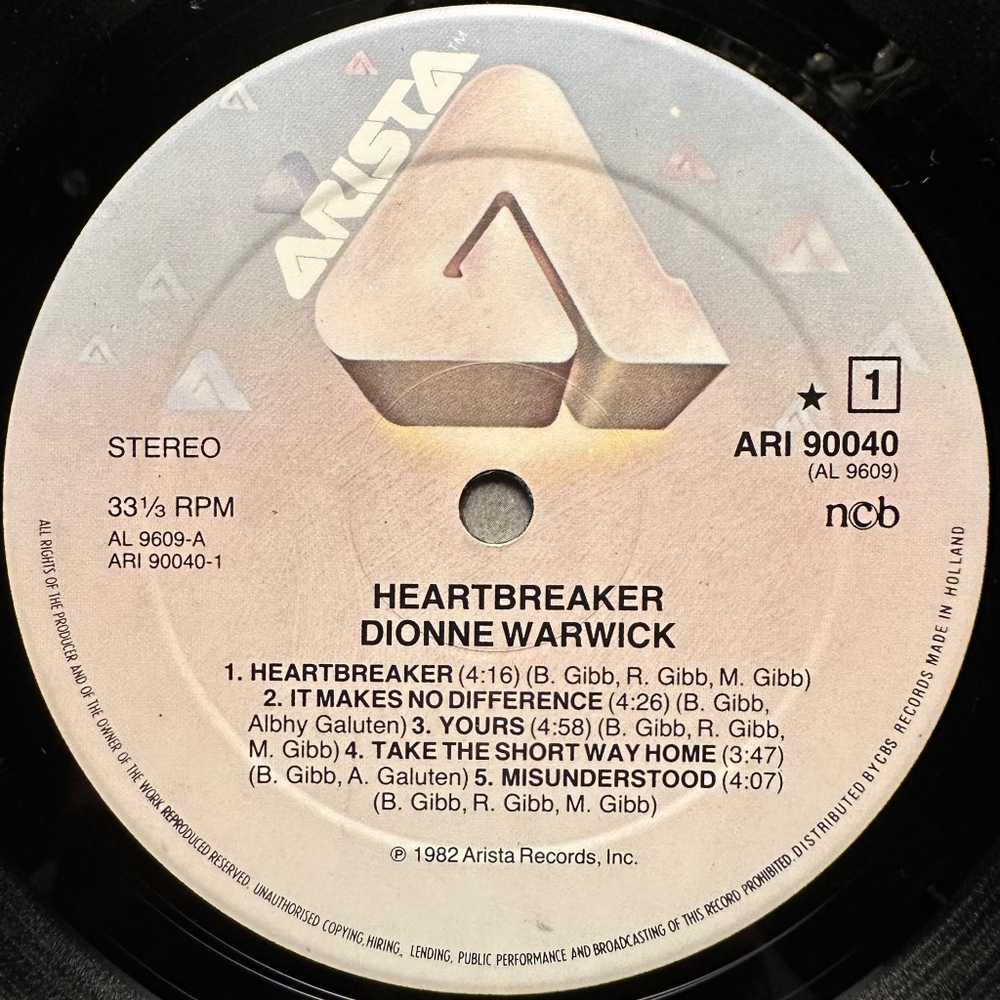 ARISTA™
★ 1
STEREO
ARI 90040
(AL 9609)
33⅓ RPM
ncb
AL 9609-A
ARI 90040-1
HEARTBREAKER
DIONNE WARWICK
1. HEARTBREAKER (4:16) (B. Gibb, R. Gibb, M. Gibb)
2. IT MAKES NO DIFFERENCE (4:26) (B. Gibb,
Albhy Galuten) 3. YOURS (4:58) (B. Gibb, R. Gibb,
M. Gibb) 4. TAKE THE SHORT WAY HOME (3:47)
(B. Gibb, A. Galuten) 5. MISUNDERSTOOD (4:07)
(B. Gibb, R. Gibb, M. Gibb)
℗ 1982 Arista Records, Inc.
ALL RIGHTS OF THE PRODUCER AND OF THE OWNER OF THE WORK REPRODUCED RESERVED. UNAUTHORISED COPYING, HIRING, LENDING, PUBLIC PERFORMANCE AND BROADCASTING OF THIS RECORD PROHIBITED. DISTRIBUTED BY CBS RECORDS MADE IN HOLLAND